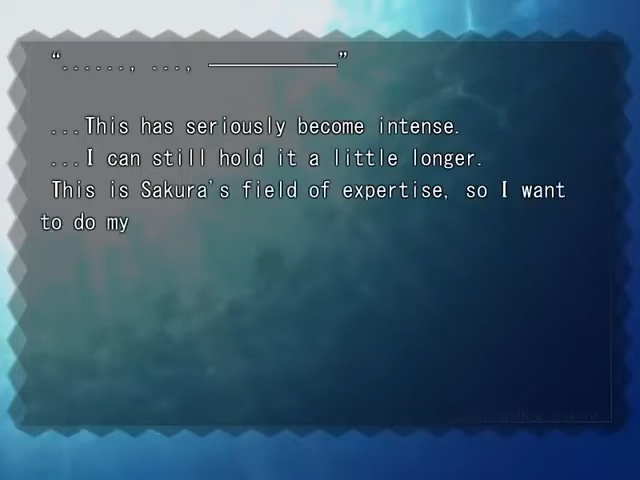 “......, ..., ――――――――”
...This has seriously become intense.
...I can still hold it a little longer.
This is Sakura's field of expertise, so I want
to do my